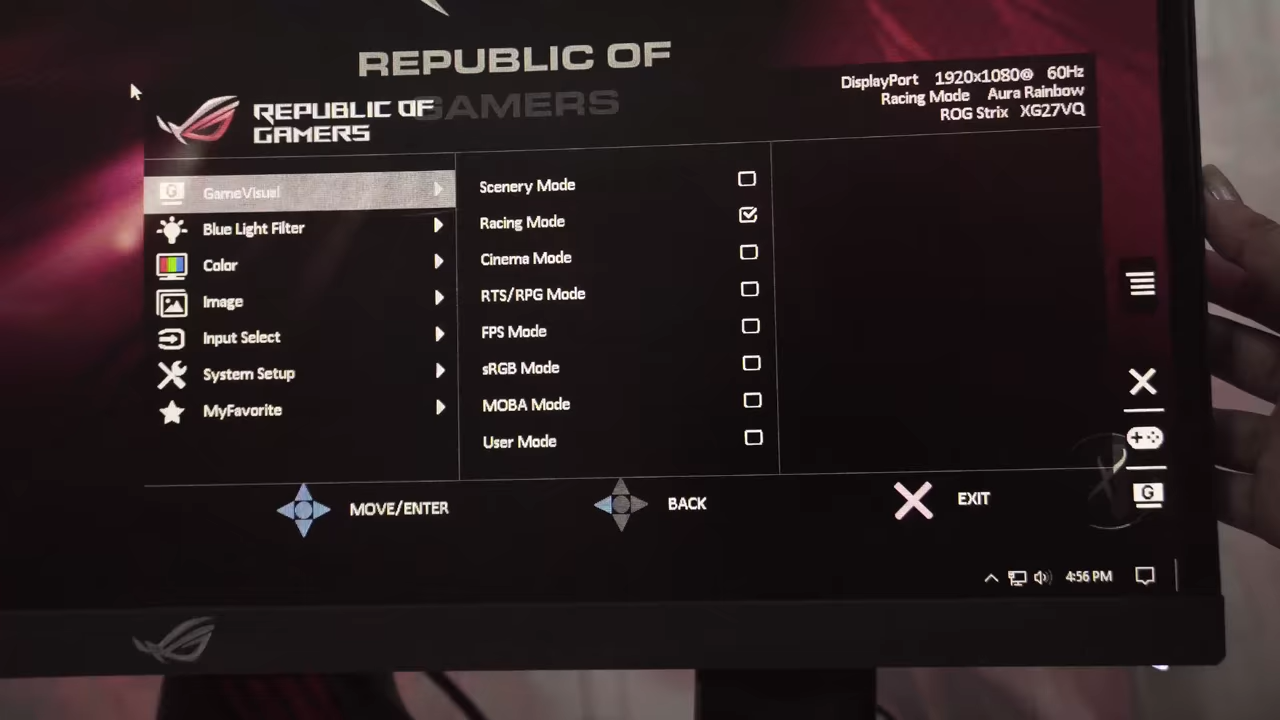 REPUBLIC OF
GAMERS
REPUBLIC OF
GAMERS
DisplayPort 1920x1080@ 60Hz
Racing Mode Aura Rainbow
ROG Strix XG27VQ
GameVisual
Blue Light Filter
Color
Image
Input Select
System Setup
MyFavorite
Scenery Mode
Racing Mode
Cinema Mode
RTS/RPG Mode
FPS Mode
sRGB Mode
MOBA Mode
User Mode
G
MOVE/ENTER
BACK
EXIT
4:56 PM